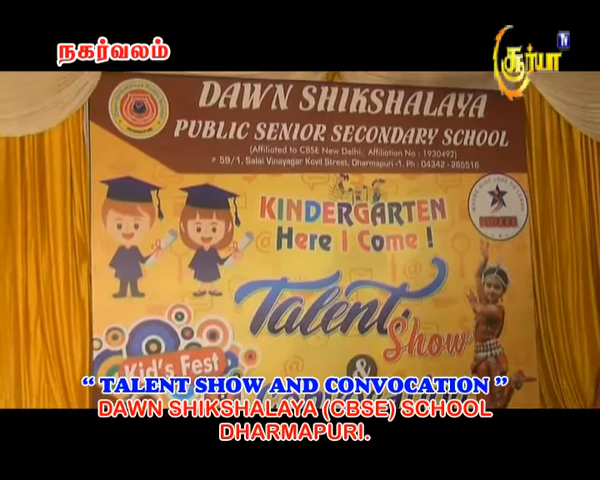 நகர்வலம்
சூர்யா TV
DAWN SHIKSHALAYA
PUBLIC SENIOR SECONDARY SCHOOL
(Affiliated to CBSE New Delhi. Affiliation No : 1930492)
# 59/1, Salai Vinayagar Kovil Street, Dharmapuri -1. Ph : 04342 - 265516.
KINDERGARTEN
Here I Come !
Talent
Show
Kid's Fest
&
“ TALENT SHOW AND CONVOCATION ”
DAWN SHIKSHALAYA (CBSE) SCHOOL
DHARMAPURI.